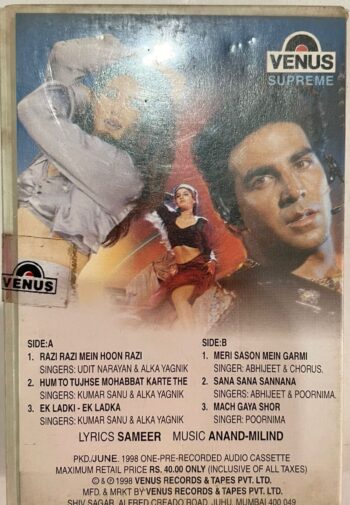 VENUS
SUPREME
VENUS
SIDE:A
1. RAZI RAZI MEIN HOON RAZI
SINGERS: UDIT NARAYAN & ALKA YAGNIK
2. HUM TO TUJHSE MOHABBAT KARTE THE
SINGERS: KUMAR SANU & ALKA YAGNIK
3. EK LADKI - EK LADKA
SINGERS: KUMAR SANU & ALKA YAGNIK
SIDE:B
1. MERI SASON MEIN GARMI
SINGER: ABHIJEET & CHORUS.
2. SANA SANA SANNANA
SINGERS: ABHIJEET & POORNIMA.
3. MACH GAYA SHOR
SINGER: POORNIMA
LYRICS SAMEER MUSIC ANAND-MILIND
PKD./JUNE. 1998 ONE-PRE-RECORDED AUDIO CASSETTE
MAXIMUM RETAIL PRICE RS. 40.00 ONLY (INCLUSIVE OF ALL TAXES)
© & ℗ 1998 VENUS RECORDS & TAPES PVT. LTD.
MFD. & MRKT BY VENUS RECORDS & TAPES PVT. LTD.
SHIV SAGAR, ALFRED CREADO ROAD, JUHU, MUMBAI 400 049